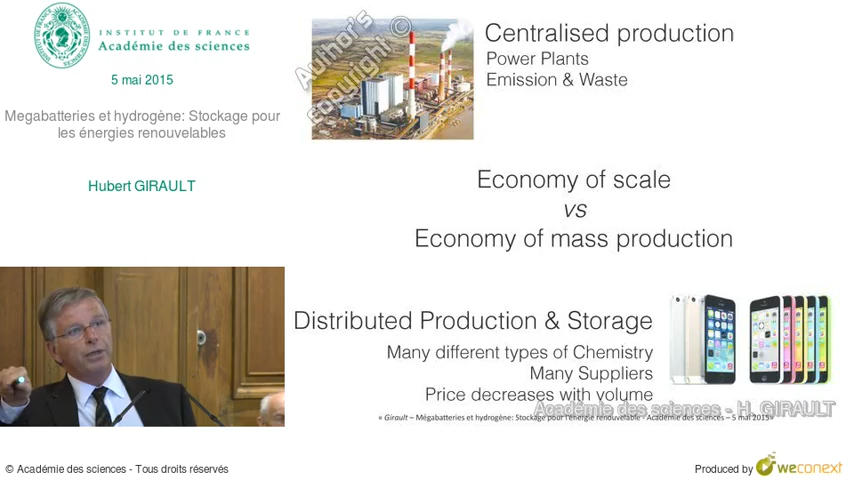 INSTITUT DE FRANCE
Académie des sciences
5 mai 2015
Megabatteries et hydrogène: Stockage pour
les énergies renouvelables
Hubert GIRAULT
Author's
Copyright ©
Centralised production
Power Plants
Emission & Waste
Economy of scale
vs
Economy of mass production
Distributed Production & Storage
Many different types of Chemistry
Many Suppliers
Price decreases with volume
Académie des sciences - H. GIRAULT
« Girault – Mégabatteries et hydrogène: Stockage pour l'énergie renouvelable - Académie des sciences – 5 mai 2015»
© Académie des sciences - Tous droits réservés
Produced by weconext